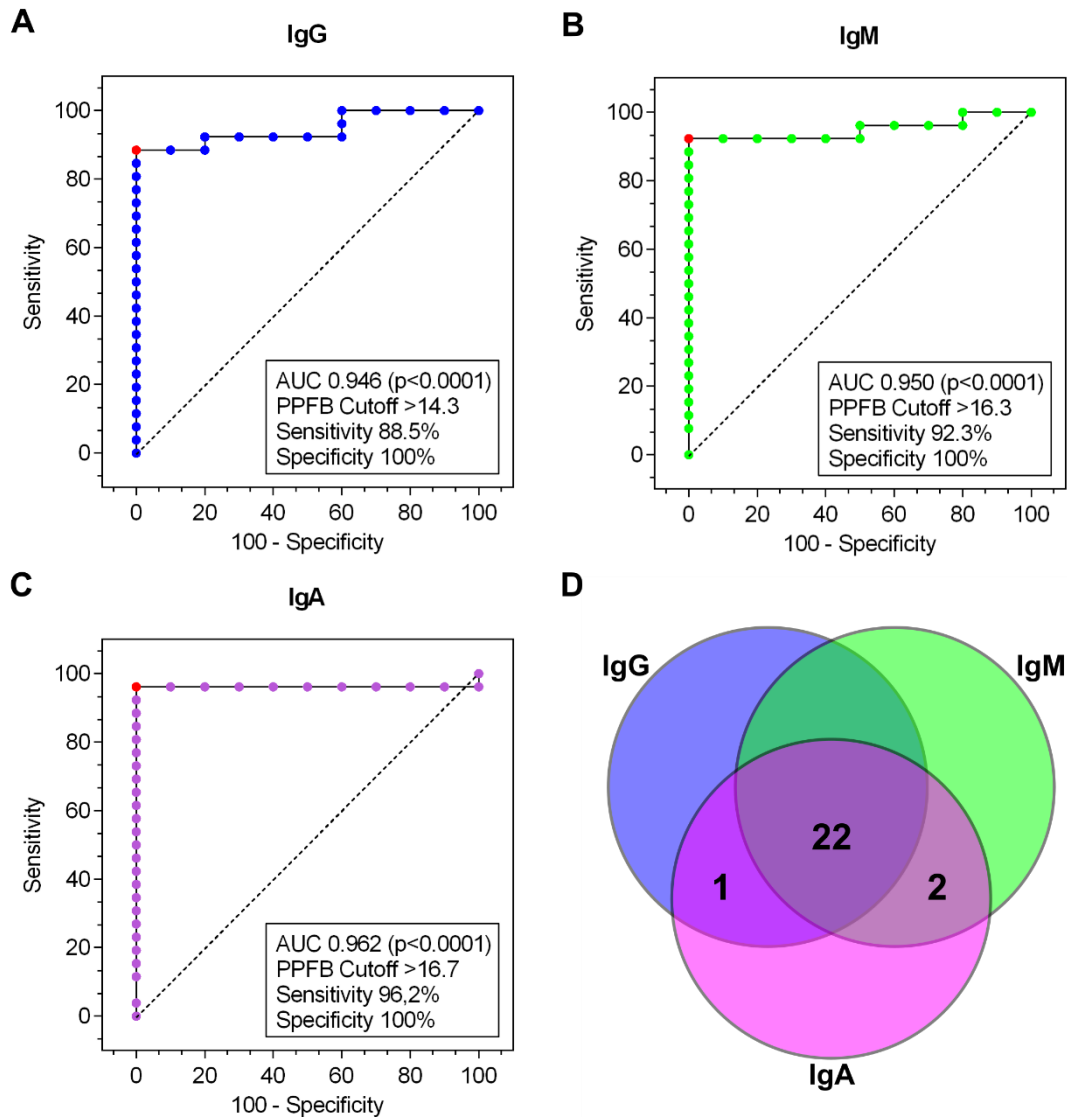 A
IgG
100
80
60
40
20
0
Sensitivity
AUC 0.946 (p<0.0001)
PPFB Cutoff >14.3
Sensitivity 88.5%
Specificity 100%
0 20 40 60 80 100
100 - Specificity
B
IgM
100
80
60
40
20
0
Sensitivity
AUC 0.950 (p<0.0001)
PPFB Cutoff >16.3
Sensitivity 92.3%
Specificity 100%
0 20 40 60 80 100
100 - Specificity
C
IgA
100
80
60
40
20
0
Sensitivity
AUC 0.962 (p<0.0001)
PPFB Cutoff >16.7
Sensitivity 96,2%
Specificity 100%
0 20 40 60 80 100
100 - Specificity
D
IgG
IgM
22
1
2
IgA